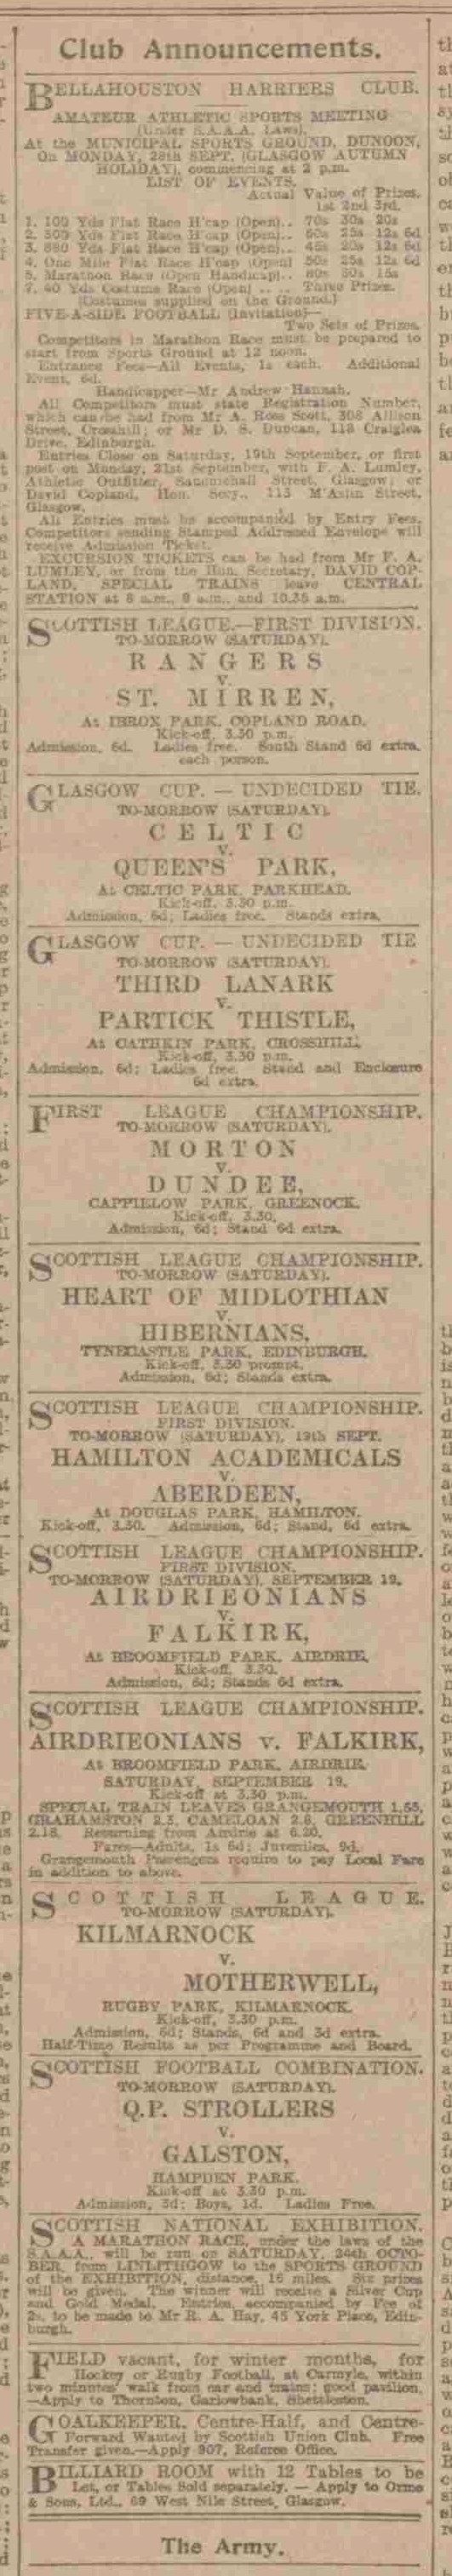 Club Announcements.
BELLAHOUSTON HARRIERS CLUB.
AMATEUR ATHLETIC SPORTS MEETING
(Under S.A.A.A. Laws),
At the MUNICIPAL SPORTS GROUND, DUNOON,
On MONDAY, 28th SEPT. (GLASGOW AUTUMN
HOLIDAY), commencing at 2 p.m.
LIST OF EVENTS.
Actual Value of Prizes.
1st 2nd 3rd.
1. 100 Yds Flat Race H'cap (Open).. 70s 30s 20s
2. 300 Yds Flat Race H'cap (Open).. 50s 25s 12s 6d
3. 880 Yds Flat Race H'cap (Open).. 45s 20s 12s 6d
4. One Mile Flat Race H'cap (Open) 50s 25s 12s 6d
5. Marathon Race (Open Handicap).. 80s 30s 15s
7. 40 Yds Costume Race (Open) .. .. Three Prizes.
(Costumes supplied on the Ground.)
FIVE-A-SIDE FOOTBALL (Invitation)—
Two Sets of Prizes.
Competitors in Marathon Race must be prepared to
start from Sports Ground at 12 noon.
Entrance Fees—All Events, 1s each. Additional
Event, 6d.
Handicapper—Mr Andrew Hannah.
All Competitors must state Registration Number,
which can be had from Mr A. Ross Scott, 308 Allison
Street, Crosshill; or Mr D. S. Duncan, 118 Craiglea
Drive, Edinburgh.
Entries Close on Saturday, 19th September, or first
post on Monday, 21st September, with F. A. Lumley,
Athletic Outfitter, Sauchiehall Street, Glasgow; or
David Copland, Hon. Secy., 113 M'Aslin Street,
Glasgow.
All Entries must be accompanied by Entry Fees.
Competitors sending Stamped Addressed Envelope will
receive Admission Ticket.
EXCURSION TICKETS can be had from Mr F. A.
LUMLEY, or from the Hon. Secretary, DAVID COP-
LAND. SPECIAL TRAINS leave CENTRAL
STATION at 8 a.m., 9 a.m., and 10.35 a.m.
SCOTTISH LEAGUE.—FIRST DIVISION.
TO-MORROW (SATURDAY).
RANGERS
v.
ST. MIRREN,
At IBROX PARK, COPLAND ROAD.
Kick-off, 3.30 p.m.
Admission, 6d. Ladies free. South Stand 6d extra.
each person.
GLASGOW CUP. — UNDECIDED TIE.
TO-MORROW (SATURDAY).
CELTIC
v.
QUEEN'S PARK,
At CELTIC PARK, PARKHEAD.
Kick-off, 3.30 p.m.
Admission, 6d; Ladies free. Stands extra.
GLASGOW CUP. — UNDECIDED TIE
TO-MORROW (SATURDAY).
THIRD LANARK
v.
PARTICK THISTLE,
At CATHKIN PARK, CROSSHILL.
Kick-off, 3.30 p.m.
Admission, 6d; Ladies free. Stand and Enclosure
6d extra.
FIRST LEAGUE CHAMPIONSHIP.
TO-MORROW (SATURDAY).
MORTON
v.
DUNDEE,
CAPPIELOW PARK, GREENOCK.
Kick-off, 3.30.
Admission, 6d; Stand 6d extra.
SCOTTISH LEAGUE CHAMPIONSHIP.
TO-MORROW (SATURDAY).
HEART OF MIDLOTHIAN
v.
HIBERNIANS,
TYNECASTLE PARK, EDINBURGH.
Kick-off, 3.30 prompt.
Admission, 6d; Stands extra.
SCOTTISH LEAGUE CHAMPIONSHIP.
FIRST DIVISION.
TO-MORROW (SATURDAY), 19th SEPT.
HAMILTON ACADEMICALS
v.
ABERDEEN,
At DOUGLAS PARK, HAMILTON.
Kick-off, 3.30. Admission, 6d; Stand, 6d extra.
SCOTTISH LEAGUE CHAMPIONSHIP.
FIRST DIVISION.
TO-MORROW (SATURDAY), SEPTEMBER 19.
AIRDRIEONIANS
v.
FALKIRK,
At BROOMFIELD PARK, AIRDRIE.
Kick-off, 3.30.
Admission, 6d; Stands 6d extra.
SCOTTISH LEAGUE CHAMPIONSHIP.
AIRDRIEONIANS v. FALKIRK,
At BROOMFIELD PARK, AIRDRIE
SATURDAY, SEPTEMBER 19.
Kick-off at 3.30 p.m.
SPECIAL TRAIN LEAVES GRANGEMOUTH 1.55,
GRAHAMSTON 2.3, CAMELOAN 2.8, GREENHILL
2.18. Returning from Airdrie at 6.20.
Fares—Adults, 1s 6d; Juveniles, 9d.
Grangemouth Passengers require to pay Local Fare
in addition to above.
SCOTTISH LEAGUE.
TO-MORROW (SATURDAY).
KILMARNOCK
v.
MOTHERWELL,
RUGBY PARK, KILMARNOCK.
Kick-off, 3.30 p.m.
Admission, 6d; Stands, 6d and 3d extra.
Half-Time Results as per Programme and Board.
SCOTTISH FOOTBALL COMBINATION.
TO-MORROW (SATURDAY).
Q.P. STROLLERS
v.
GALSTON,
HAMPDEN PARK.
Kick-off at 3.30 p.m.
Admission, 3d; Boys, 1d. Ladies Free.
SCOTTISH NATIONAL EXHIBITION.
A MARATHON RACE, under the laws of the
S.A.A.A., will be run on SATURDAY, 24th OCTO-
BER, from LINLITHGOW to the SPORTS GROUND
of the EXHIBITION, distance, 16 miles. Six prizes
will be given. The winner will receive a Silver Cup
and Gold Medal. Entries, accompanied by Fee of
2s, to be made to Mr R. A. Hay, 45 York Place, Edin-
burgh.
FIELD vacant, for winter months, for
Hockey or Rugby Football, at Carmyle, within
two minutes' walk from car and trains; good pavilion.
—Apply to Thornton, Garlowbank, Shettleston.
GOALKEEPER, Centre-Half, and Centre-
Forward Wanted by Scottish Union Club. Free
Transfer given.—Apply 907, Referee Office.
BILLIARD ROOM with 12 Tables to be
Let, or Tables Sold separately. — Apply to Orme
& Sons, Ltd., 69 West Nile Street, Glasgow.
The Army.